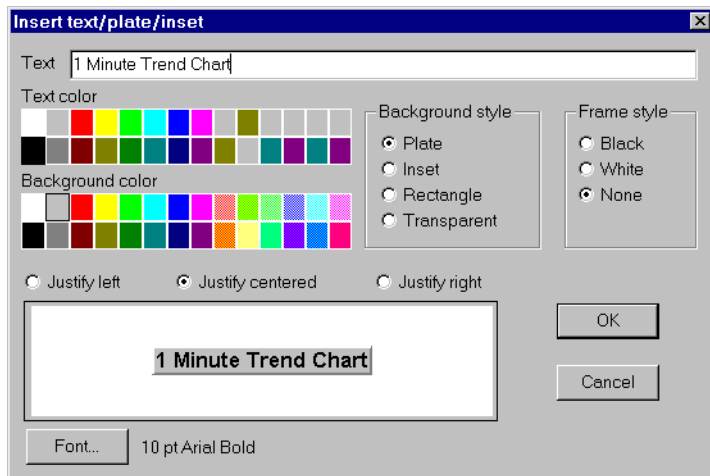 Insert text/plate/inset
Text 1 Minute Trend Chart
Text color
Background style
Frame style
Plate
Black
Inset
White
Background color
Rectangle
None
Transparent
Justify left Justify centered Justify right
OK
1 Minute Trend Chart
Cancel
Font... 10 pt Arial Bold